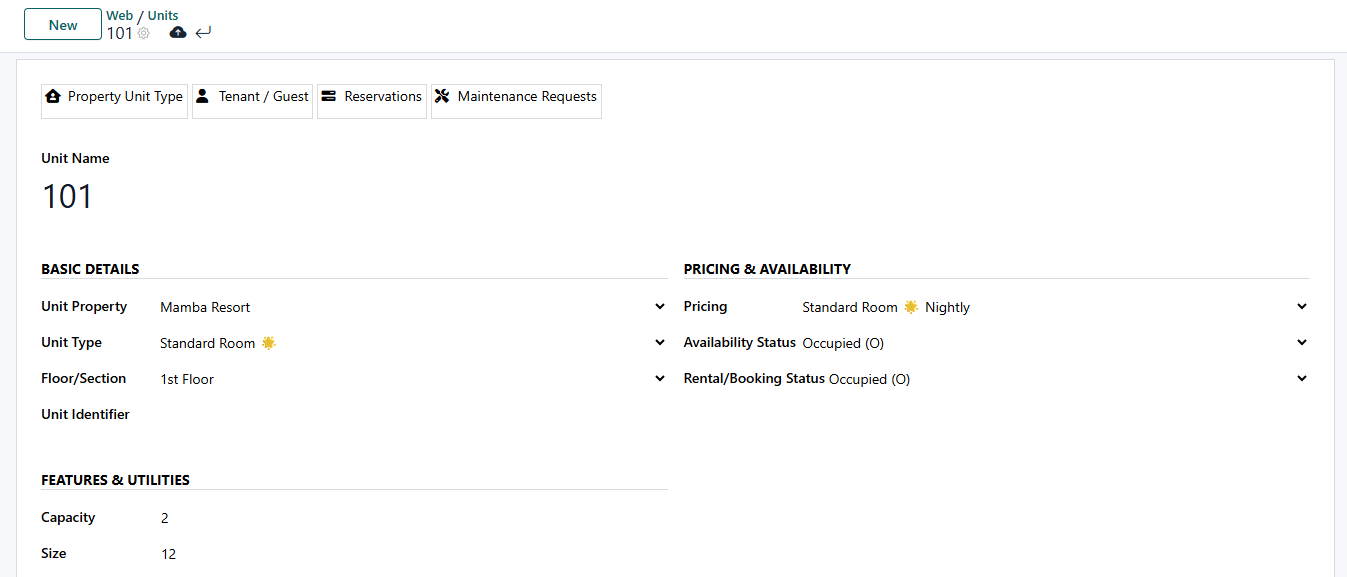 New
Web / Units
101
Property Unit Type
Tenant / Guest
Reservations
Maintenance Requests
Unit Name
101
BASIC DETAILS
Unit Property Mamba Resort
Unit Type Standard Room 🌟
Floor/Section 1st Floor
Unit Identifier
PRICING & AVAILABILITY
Pricing Standard Room 🌟 Nightly
Availability Status Occupied (O)
Rental/Booking Status Occupied (O)
FEATURES & UTILITIES
Capacity 2
Size 12